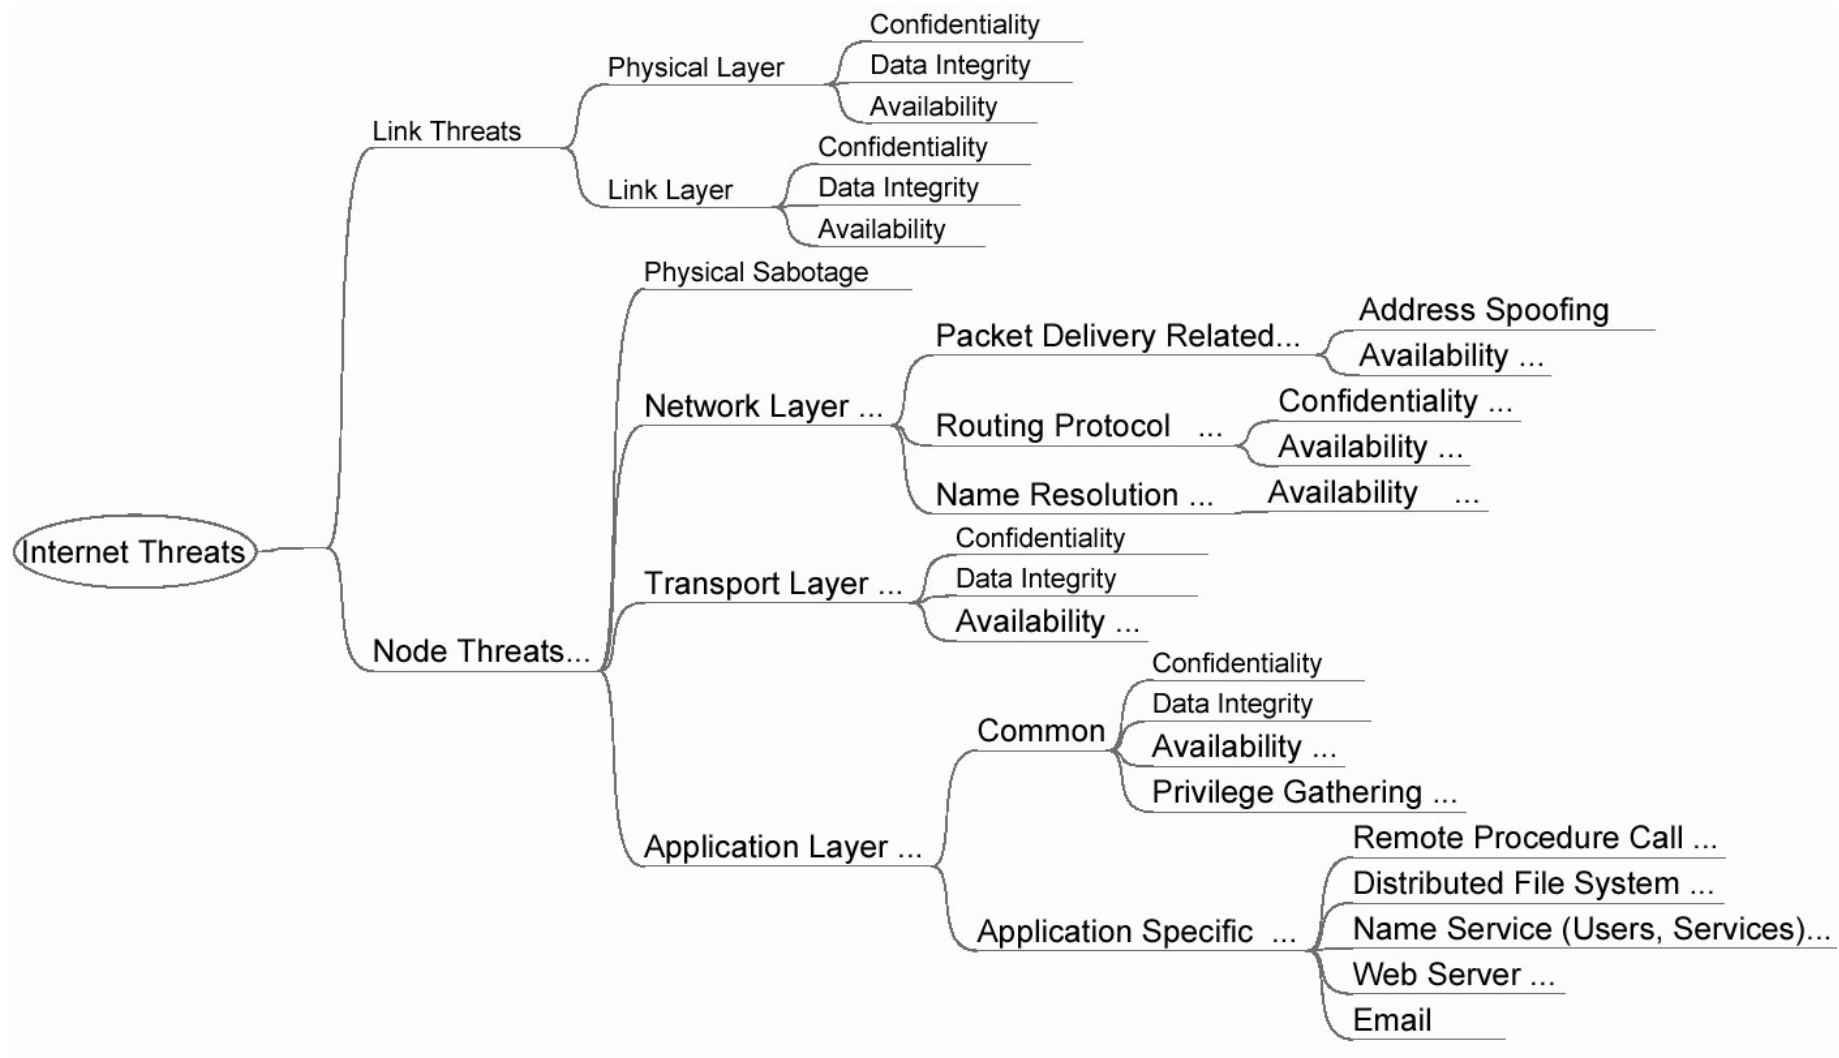 Confidentiality
Physical Layer
Data Integrity
Availability
Link Threats
Confidentiality
Link Layer
Data Integrity
Availability
Physical Sabotage
Address Spoofing
Packet Delivery Related...
Availability ...
Network Layer ...
Confidentiality ...
Routing Protocol ...
Availability ...
Name Resolution ...
Availability ...
Internet Threats
Confidentiality
Transport Layer ...
Data Integrity
Availability ...
Node Threats...
Confidentiality
Data Integrity
Common
Availability ...
Privilege Gathering ...
Application Layer ...
Remote Procedure Call ...
Distributed File System ...
Application Specific ...
Name Service (Users, Services)...
Web Server ...
Email